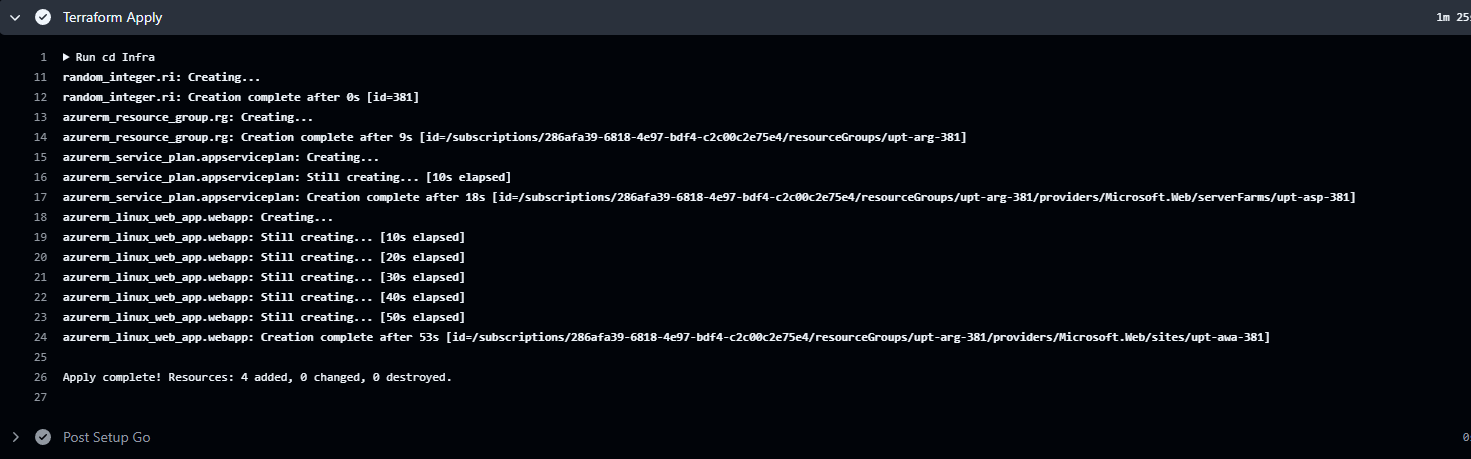 Terraform Apply 1m 25s
1 Run cd Infra
11 random_integer.ri: Creating...
12 random_integer.ri: Creation complete after 0s [id=381]
13 azurerm_resource_group.rg: Creating...
14 azurerm_resource_group.rg: Creation complete after 9s [id=/subscriptions/286afa39-6818-4e97-bdf4-c2c00c2e75e4/resourceGroups/upt-arg-381]
15 azurerm_service_plan.appserviceplan: Creating...
16 azurerm_service_plan.appserviceplan: Still creating... [10s elapsed]
17 azurerm_service_plan.appserviceplan: Creation complete after 18s [id=/subscriptions/286afa39-6818-4e97-bdf4-c2c00c2e75e4/resourceGroups/upt-arg-381/providers/Microsoft.Web/serverFarms/upt-asp-381]
18 azurerm_linux_web_app.webapp: Creating...
19 azurerm_linux_web_app.webapp: Still creating... [10s elapsed]
20 azurerm_linux_web_app.webapp: Still creating... [20s elapsed]
21 azurerm_linux_web_app.webapp: Still creating... [30s elapsed]
22 azurerm_linux_web_app.webapp: Still creating... [40s elapsed]
23 azurerm_linux_web_app.webapp: Still creating... [50s elapsed]
24 azurerm_linux_web_app.webapp: Creation complete after 53s [id=/subscriptions/286afa39-6818-4e97-bdf4-c2c00c2e75e4/resourceGroups/upt-arg-381/providers/Microsoft.Web/sites/upt-awa-381]
25
26 Apply complete! Resources: 4 added, 0 changed, 0 destroyed.
27
Post Setup Go